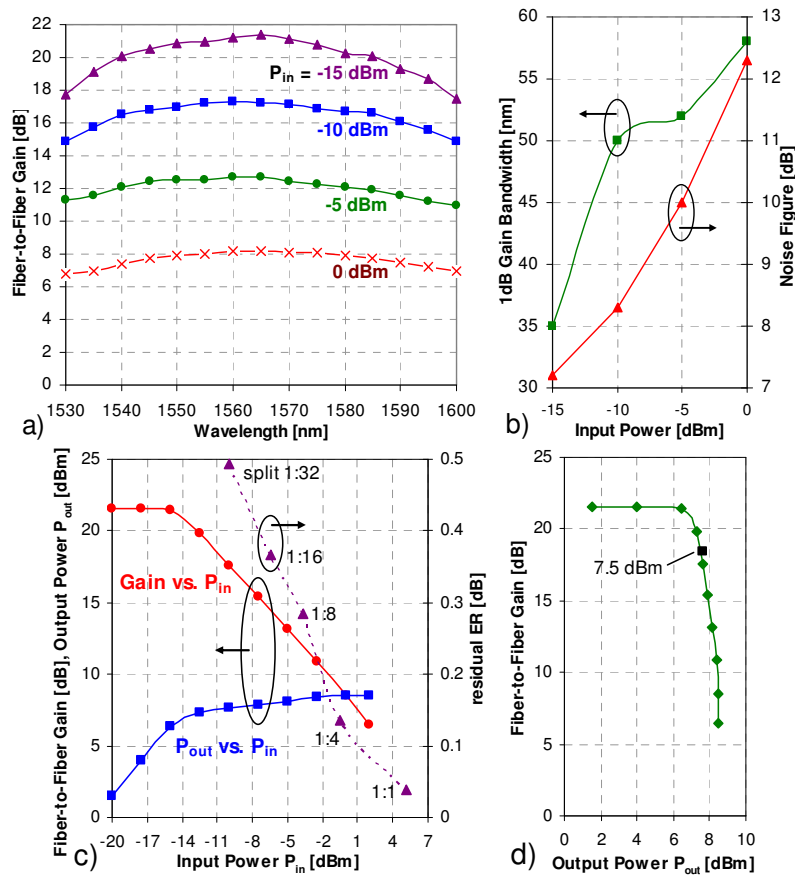 22
20
18
16
14
12
10
8
6
4
2
0
Fiber-to-Fiber Gain [dB]
P_in = -15 dBm
-10 dBm
-5 dBm
0 dBm
1530 1540 1550 1560 1570 1580 1590 1600
Wavelength [nm]
a)
60
55
50
45
40
35
30
1dB Gain Bandwidth [nm]
13
12
11
10
9
8
7
Noise Figure [dB]
-15 -10 -5 0
Input Power [dBm]
b)
25
20
15
10
5
0
Fiber-to-Fiber Gain [dB], Output Power P_out [dBm]
split 1:32
1:16
1:8
1:4
1:1
Gain vs. P_in
P_out vs. P_in
0.5
0.4
0.3
0.2
0.1
0
residual ER [dB]
-20 -17 -14 -11 -8 -5 -2 1 4 7
Input Power P_in [dBm]
c)
25
20
15
10
5
0
Fiber-to-Fiber Gain [dB]
7.5 dBm
0 2 4 6 8 10
Output Power P_out [dBm]
d)